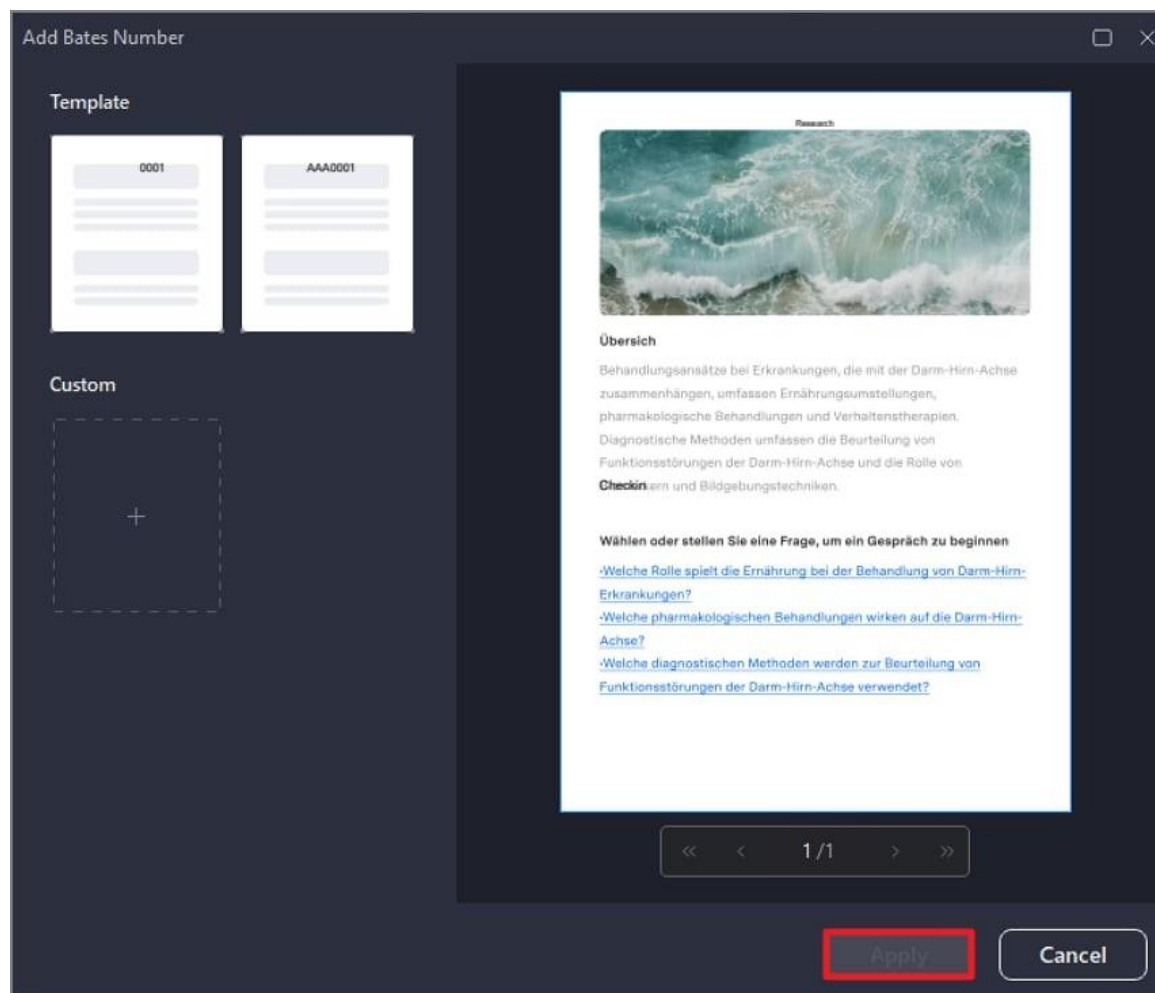 Add Bates Number
Template
0001
AAA0001
Custom
Research
Übersich
Behandlungsansätze bei Erkrankungen, die mit der Darm-Hirn-Achse
zusammenhängen, umfassen Ernährungsumstellungen,
pharmakologische Behandlungen und Verhaltenstherapien.
Diagnostische Methoden umfassen die Beurteilung von
Funktionsstörungen der Darm-Hirn-Achse und die Rolle von
Checkin ern und Bildgebungstechniken.
Wählen oder stellen Sie eine Frage, um ein Gespräch zu beginnen
•Welche Rolle spielt die Ernährung bei der Behandlung von Darm-Hirn-
Erkrankungen?
•Welche pharmakologischen Behandlungen wirken auf die Darm-Hirn-
Achse?
•Welche diagnostischen Methoden werden zur Beurteilung von
Funktionsstörungen der Darm-Hirn-Achse verwendet?
1 /1
Apply
Cancel